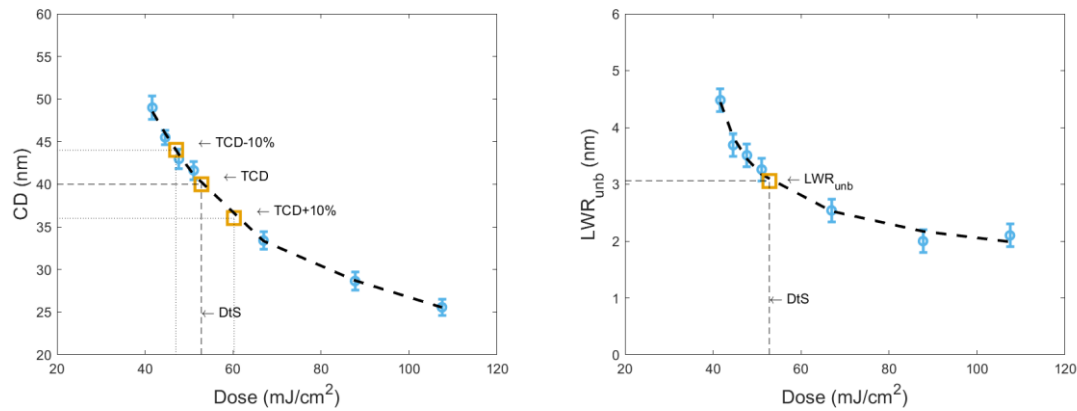 60
55
50
45
40
35
30
25
20
20
40
60
80
100
120
CD (nm)
Dose (mJ/cm²)
← TCD-10%
← TCD
← TCD+10%
← DtS
6
5
4
3
2
1
0
20
40
60
80
100
120
LWR_unb (nm)
Dose (mJ/cm²)
← LWR_unb
← DtS